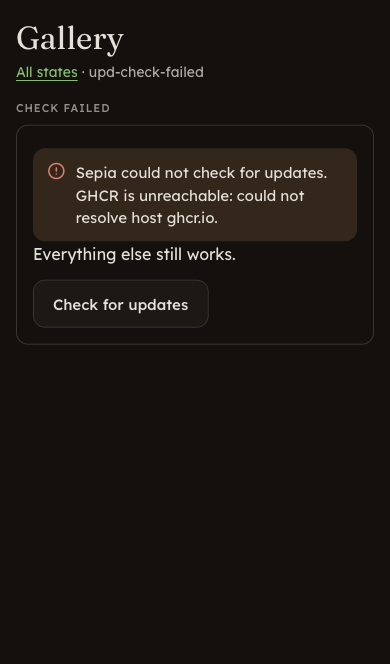 Gallery
All states · upd-check-failed
CHECK FAILED
Sepia could not check for updates.
GHCR is unreachable: could not
resolve host ghcr.io.
Everything else still works.
Check for updates